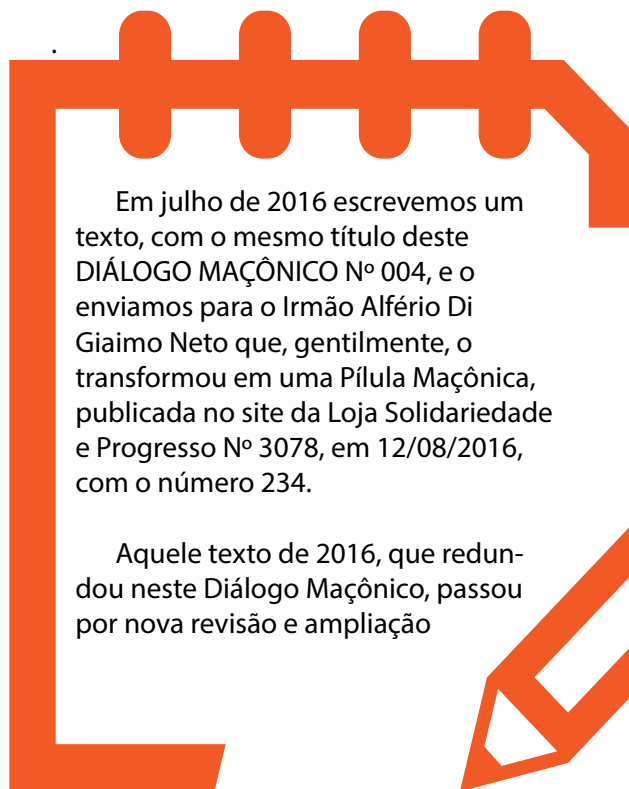 .
Em julho de 2016 escrevemos um
texto, com o mesmo título deste
DIÁLOGO MAÇÔNICO Nº 004, e o
enviamos para o Irmão Alfério Di
Giaimo Neto que, gentilmente, o
transformou em uma Pílula Maçônica,
publicada no site da Loja Solidariedade
e Progresso Nº 3078, em 12/08/2016,
com o número 234.
Aquele texto de 2016, que redun-
dou neste Diálogo Maçônico, passou
por nova revisão e ampliação